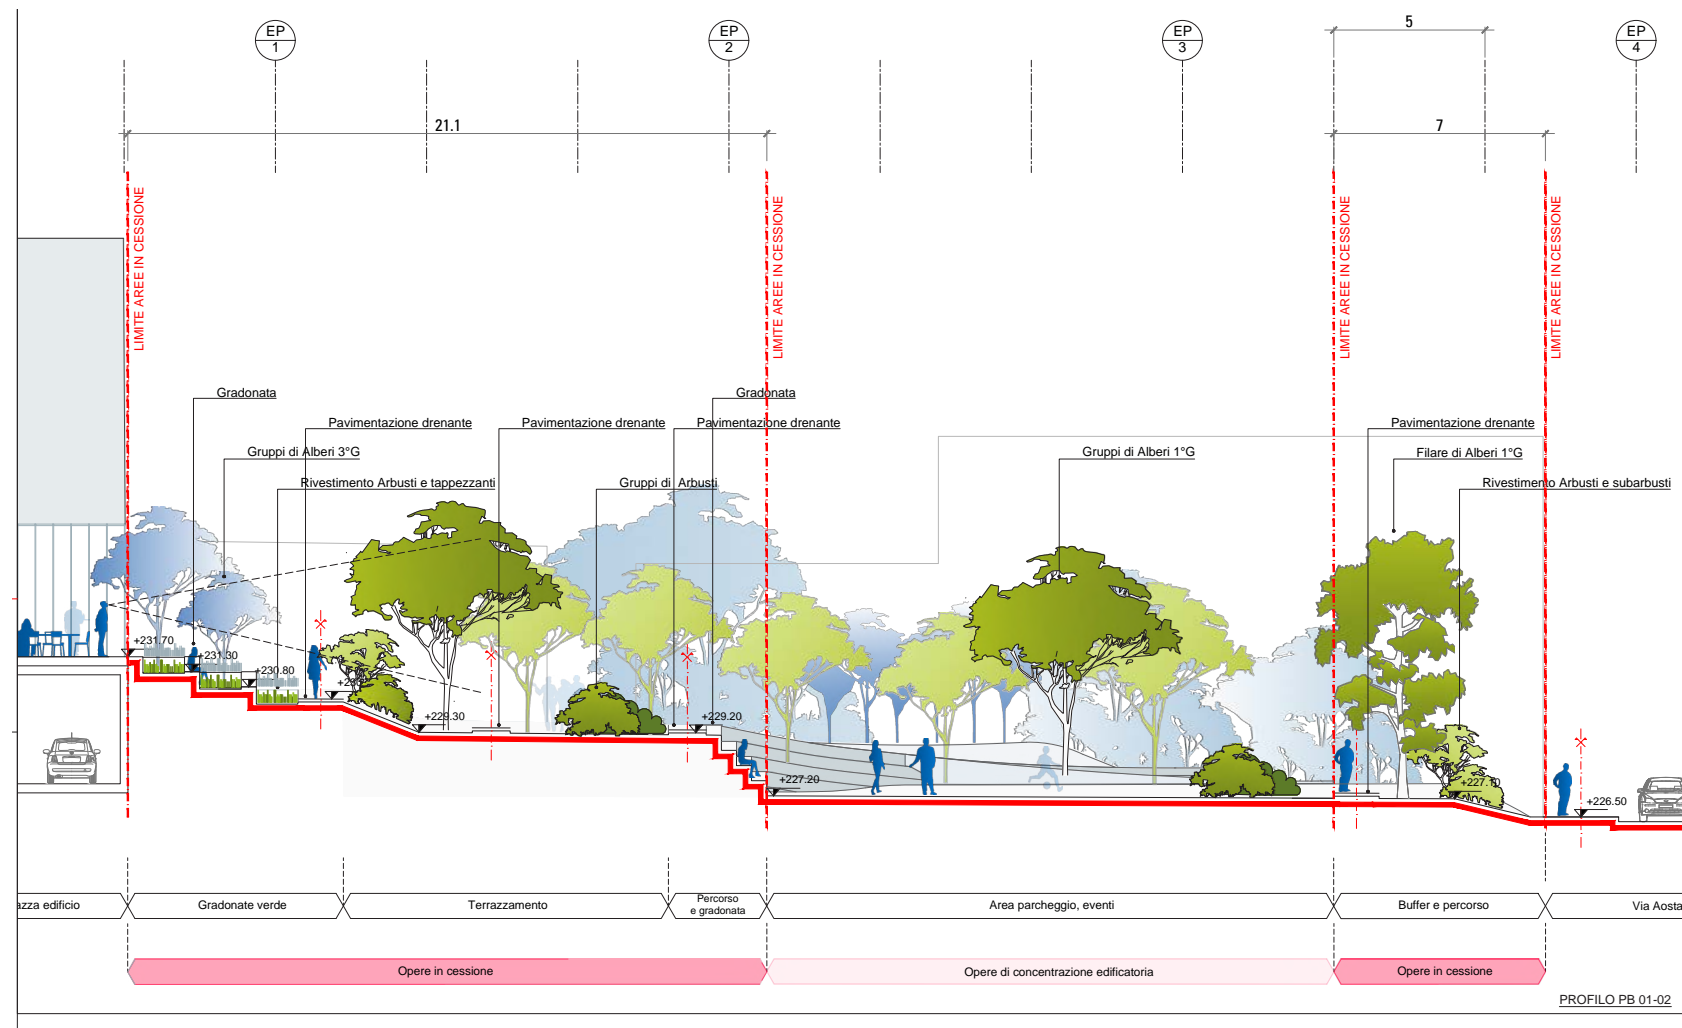 EP
1
EP
2
EP
3
EP
4
5
21.1
7
LIMITE AREE IN CESSIONE
LIMITE AREE IN CESSIONE
LIMITE AREE IN CESSIONE
LIMITE AREE IN CESSIONE
Gradonata
Gradonata
Pavimentazione drenante
Pavimentazione drenante
Pavimentazione drenante
Pavimentazione drenante
Gruppi di Alberi 3°G
Gruppi di Alberi 1°G
Filare di Alberi 1°G
Rivestimento Arbusti e tappezzanti
Gruppi di Arbusti
Rivestimento Arbusti e subarbusti
+231.70
+231.30
+230.80
+229.30
+229.20
+227.20
+226.50
azza edificio
Gradonate verde
Terrazzamento
Percorso
e gradonata
Area parcheggio, eventi
Buffer e percorso
Via Aosta
Opere in cessione
Opere di concentrazione edificatoria
Opere in cessione
PROFILO PB 01-02